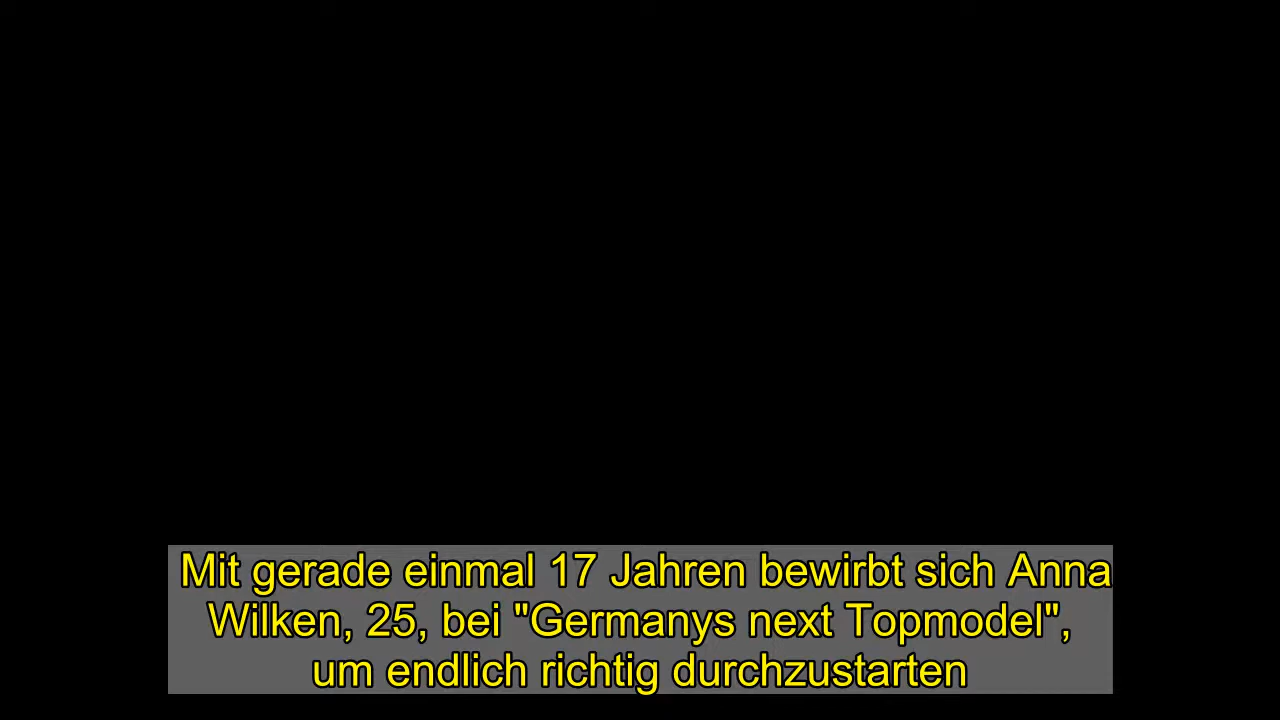 Mit gerade einmal 17 Jahren bewirbt sich Anna
Wilken, 25, bei "Germanys next Topmodel",
um endlich richtig durchzustarten